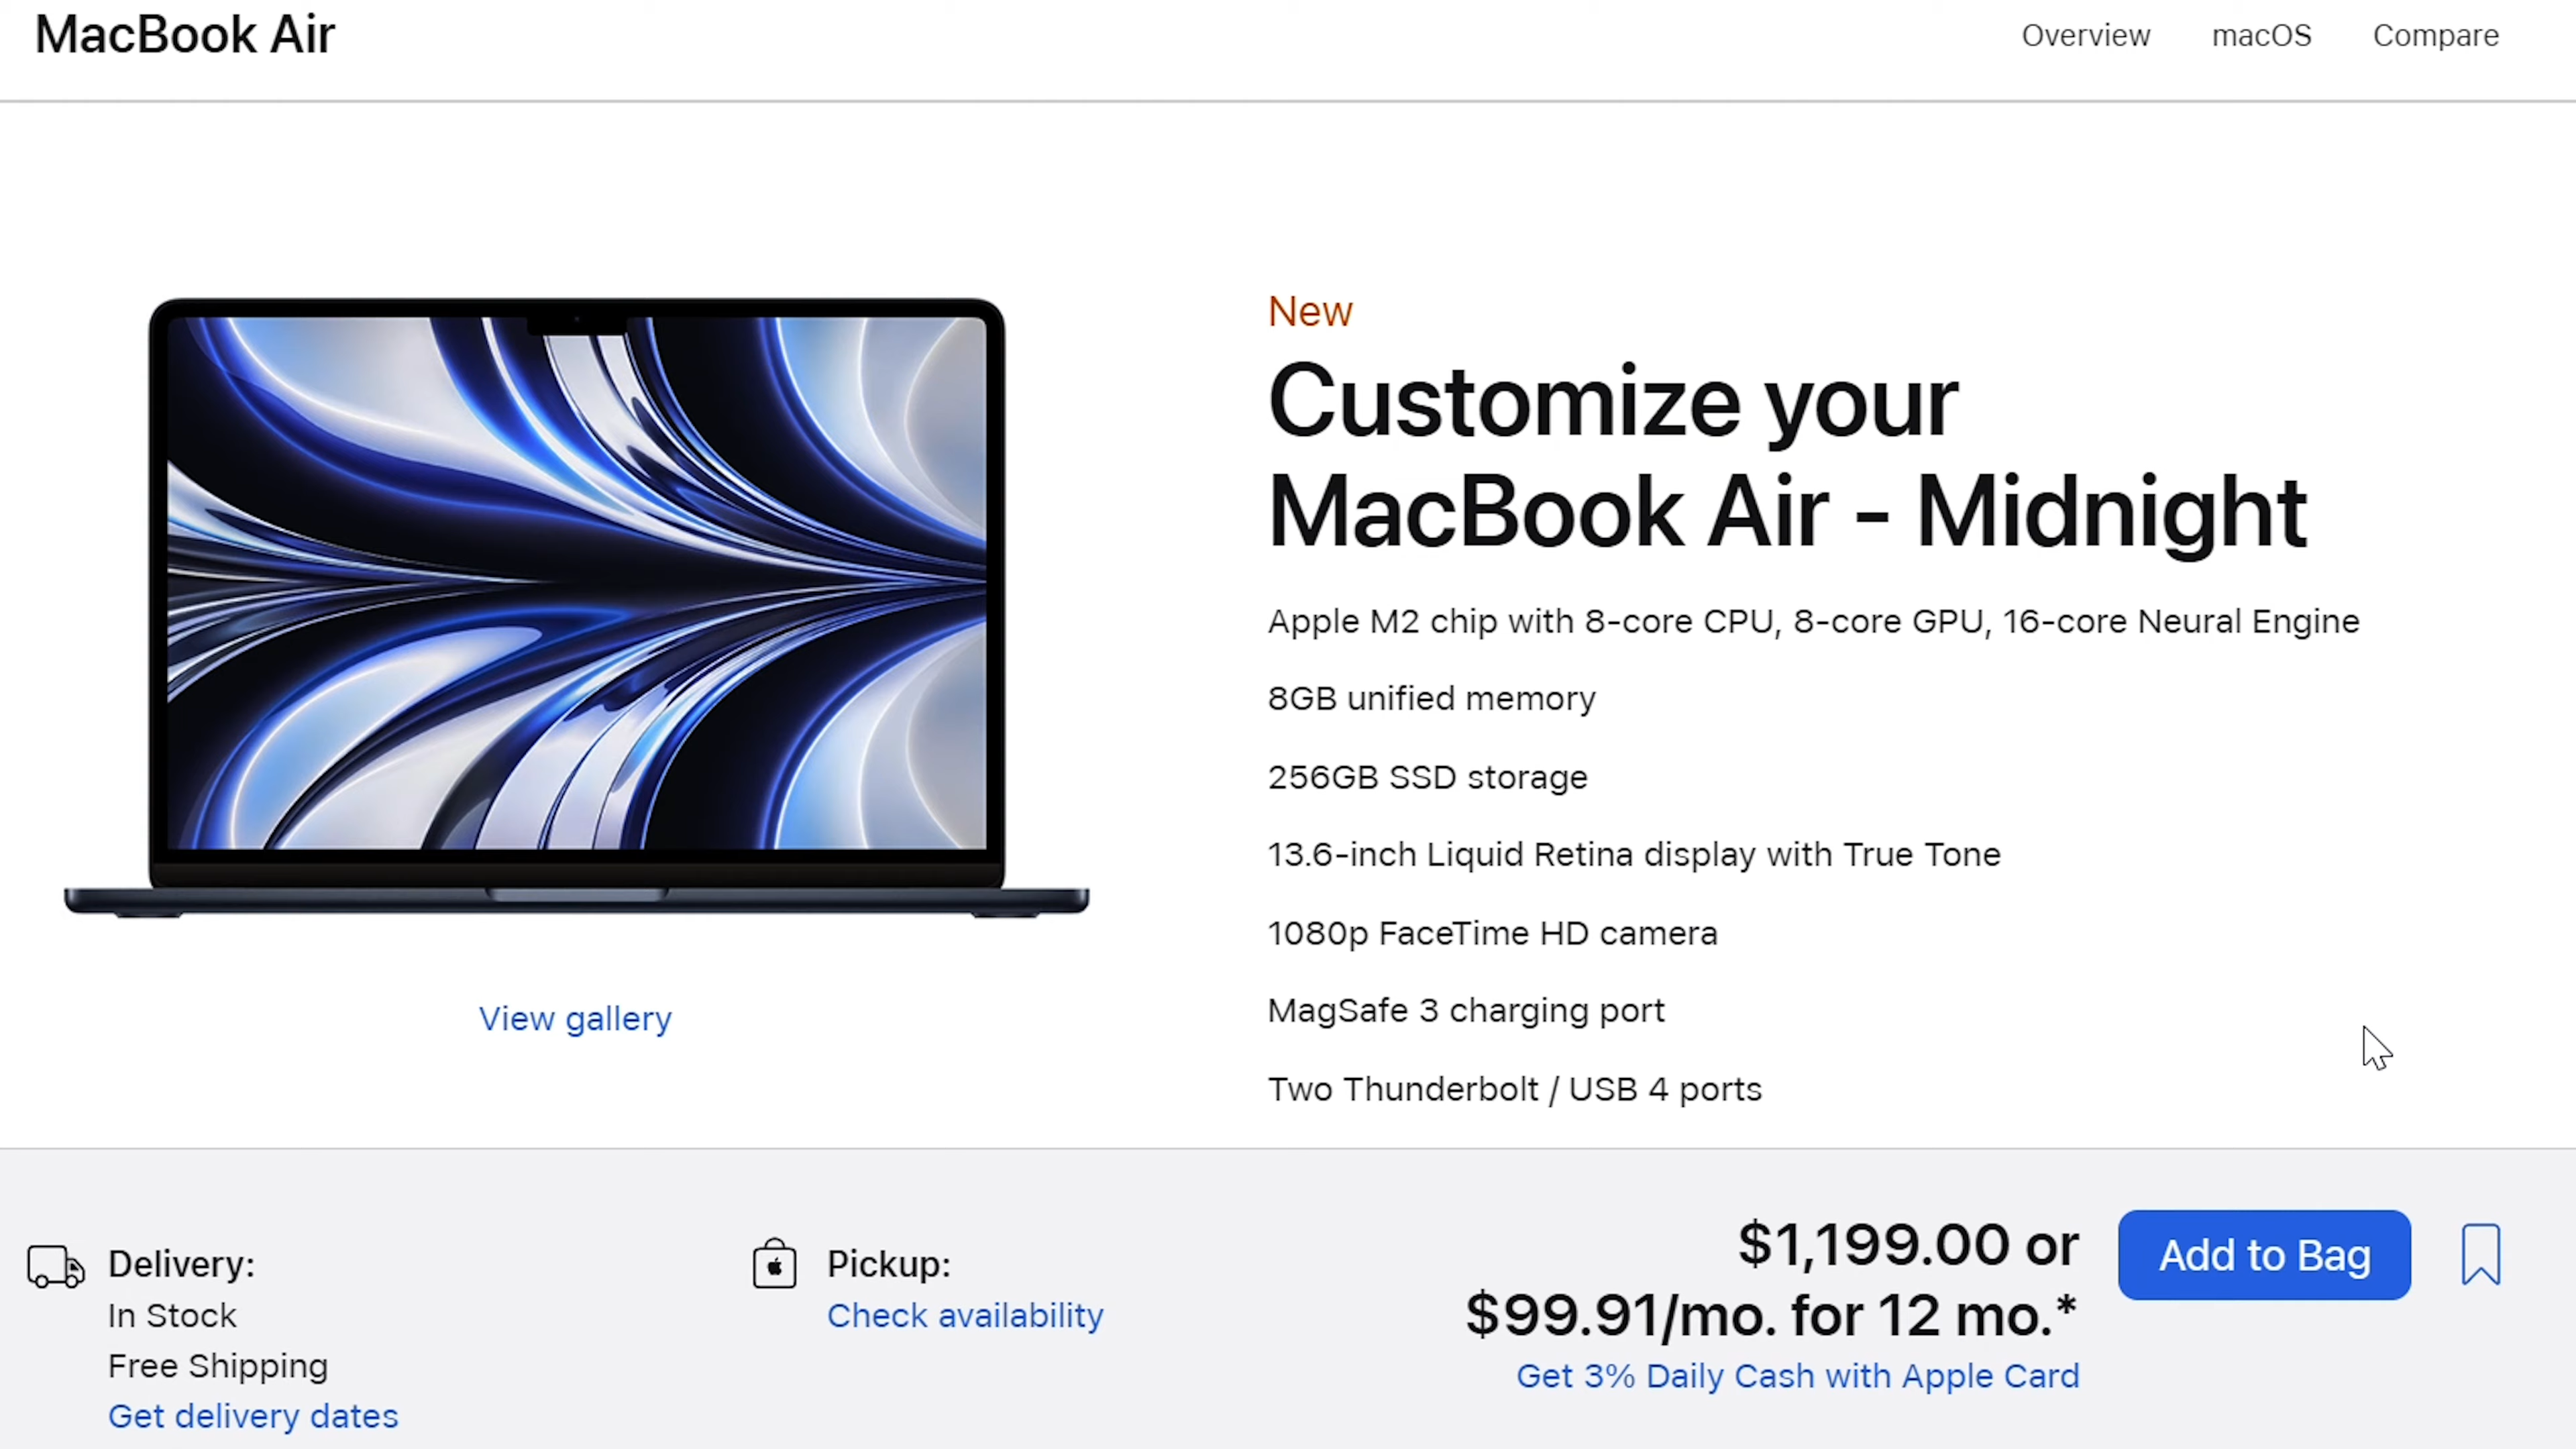 MacBook Air
Overview macOS Compare
New
Customize your
MacBook Air - Midnight
Apple M2 chip with 8-core CPU, 8-core GPU, 16-core Neural Engine
8GB unified memory
256GB SSD storage
13.6-inch Liquid Retina display with True Tone
1080p FaceTime HD camera
MagSafe 3 charging port
Two Thunderbolt / USB 4 ports
View gallery
Delivery:
In Stock
Free Shipping
Get delivery dates
Pickup:
Check availability
$1,199.00 or
$99.91/mo. for 12 mo.*
Get 3% Daily Cash with Apple Card
Add to Bag